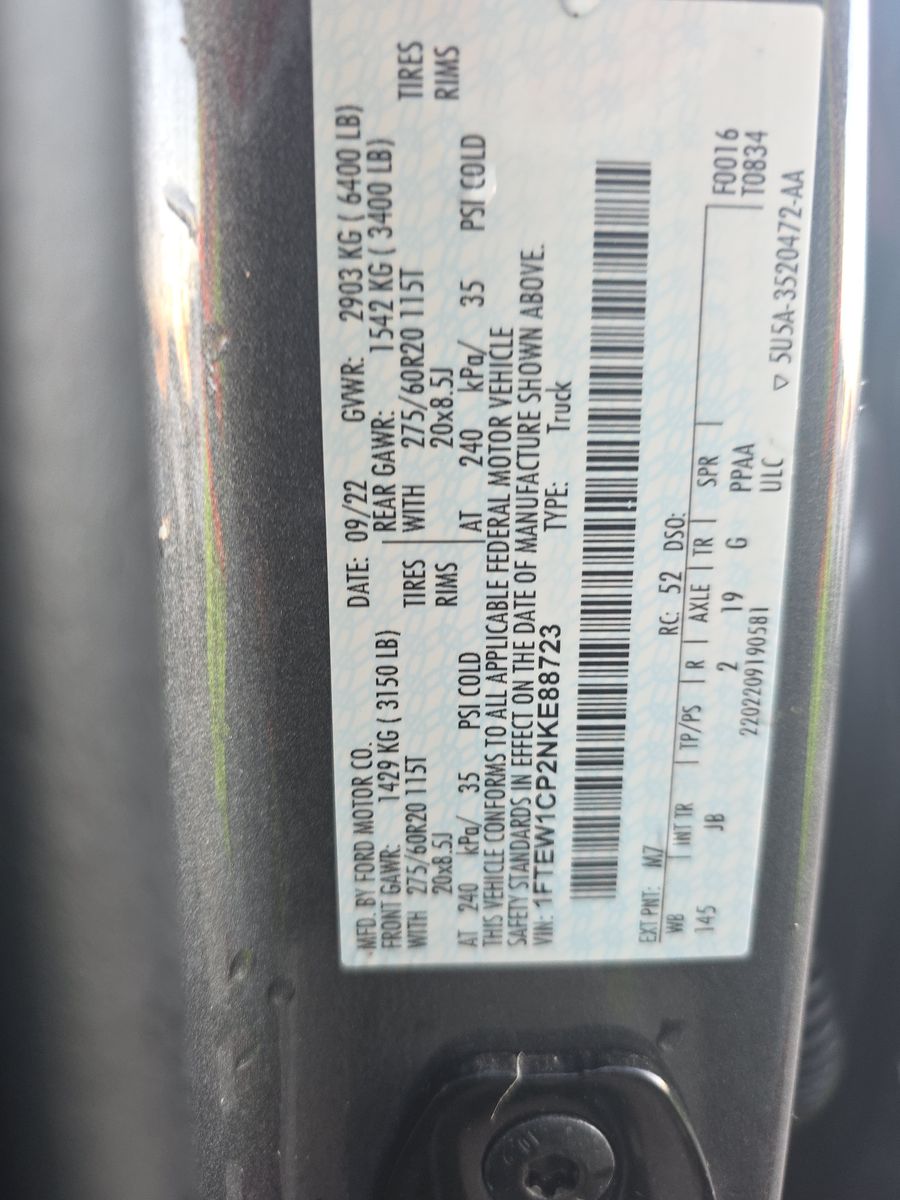 MFD. BY FORD MOTOR CO. DATE: 09/22 GVWR: 2903 KG ( 6400 LB)
FRONT GAWR: 1429 KG ( 3150 LB) REAR GAWR: 1542 KG ( 3400 LB)
WITH 275/60R20 115T TIRES WITH 275/60R20 115T TIRES
20x8.5J RIMS 20x8.5J RIMS
AT 240 kPa/ 35 PSI COLD AT 240 kPa/ 35 PSI COLD
THIS VEHICLE CONFORMS TO ALL APPLICABLE FEDERAL MOTOR VEHICLE
SAFETY STANDARDS IN EFFECT ON THE DATE OF MANUFACTURE SHOWN ABOVE.
VIN: 1FTEW1CP2NKE88723 TYPE: Truck
EXT PNT: M7 RC: 52 DSO: F0016
WB INT TR TP/PS R AXLE TR SPR T0834
145 JB 2 19 G PPAA
2202209190581 ULC ▽ 5U5A-3520472-AA